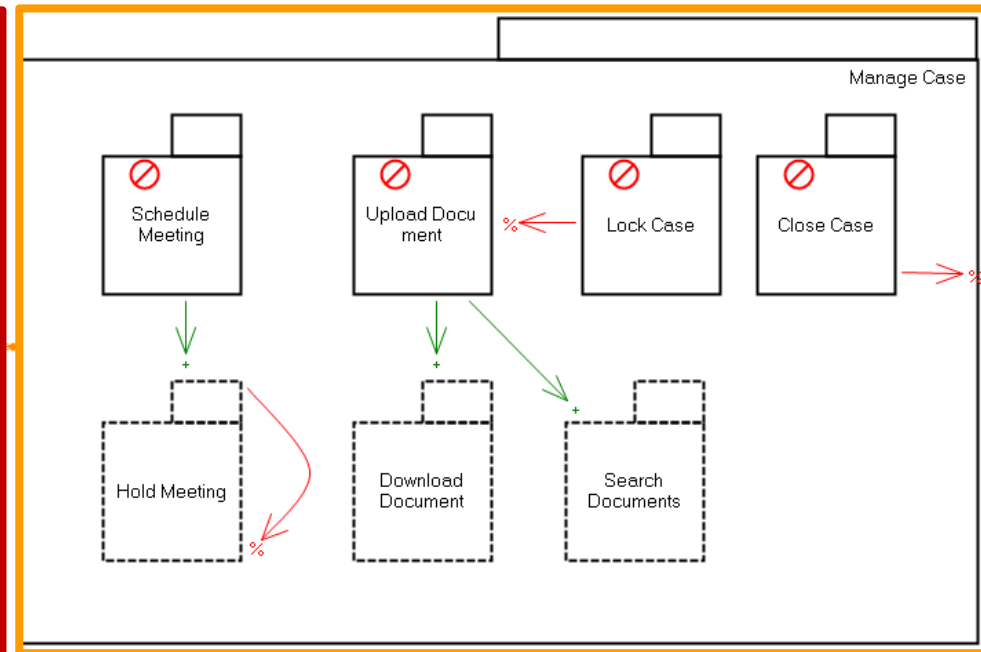 Manage Case
Schedule
Meeting
Upload Docu
ment
Lock Case
Close Case
%
%
+
+
+
Hold Meeting
Download
Document
Search
Documents
%